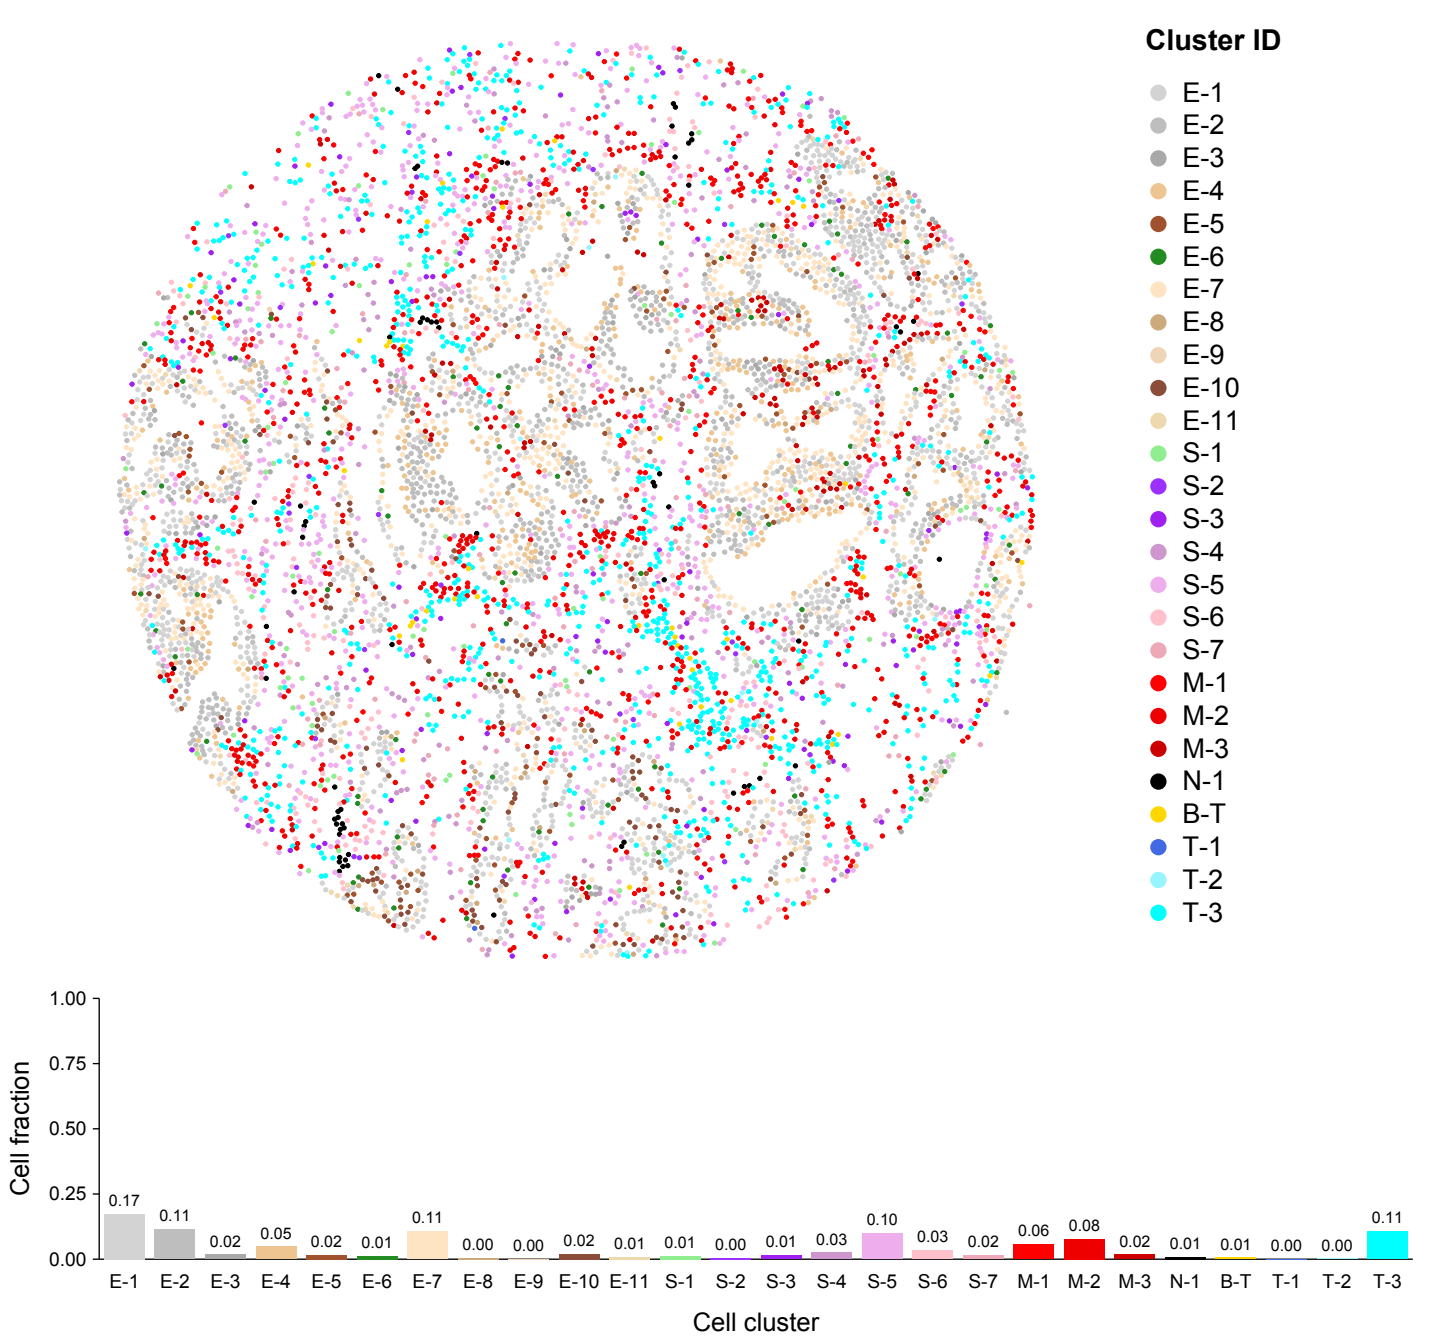 Cluster ID
E-1
E-2
E-3
E-4
E-5
E-6
E-7
E-8
E-9
E-10
E-11
S-1
S-2
S-3
S-4
S-5
S-6
S-7
M-1
M-2
M-3
N-1
B-T
T-1
T-2
T-3
1.00
0.75
0.50
0.25
0.00
Cell fraction
0.17 0.11 0.02 0.05 0.02 0.01 0.11 0.00 0.00 0.02 0.01 0.01 0.00 0.01 0.03 0.10 0.03 0.02 0.06 0.08 0.02 0.01 0.01 0.00 0.00 0.11
E-1 E-2 E-3 E-4 E-5 E-6 E-7 E-8 E-9 E-10 E-11 S-1 S-2 S-3 S-4 S-5 S-6 S-7 M-1 M-2 M-3 N-1 B-T T-1 T-2 T-3
Cell cluster